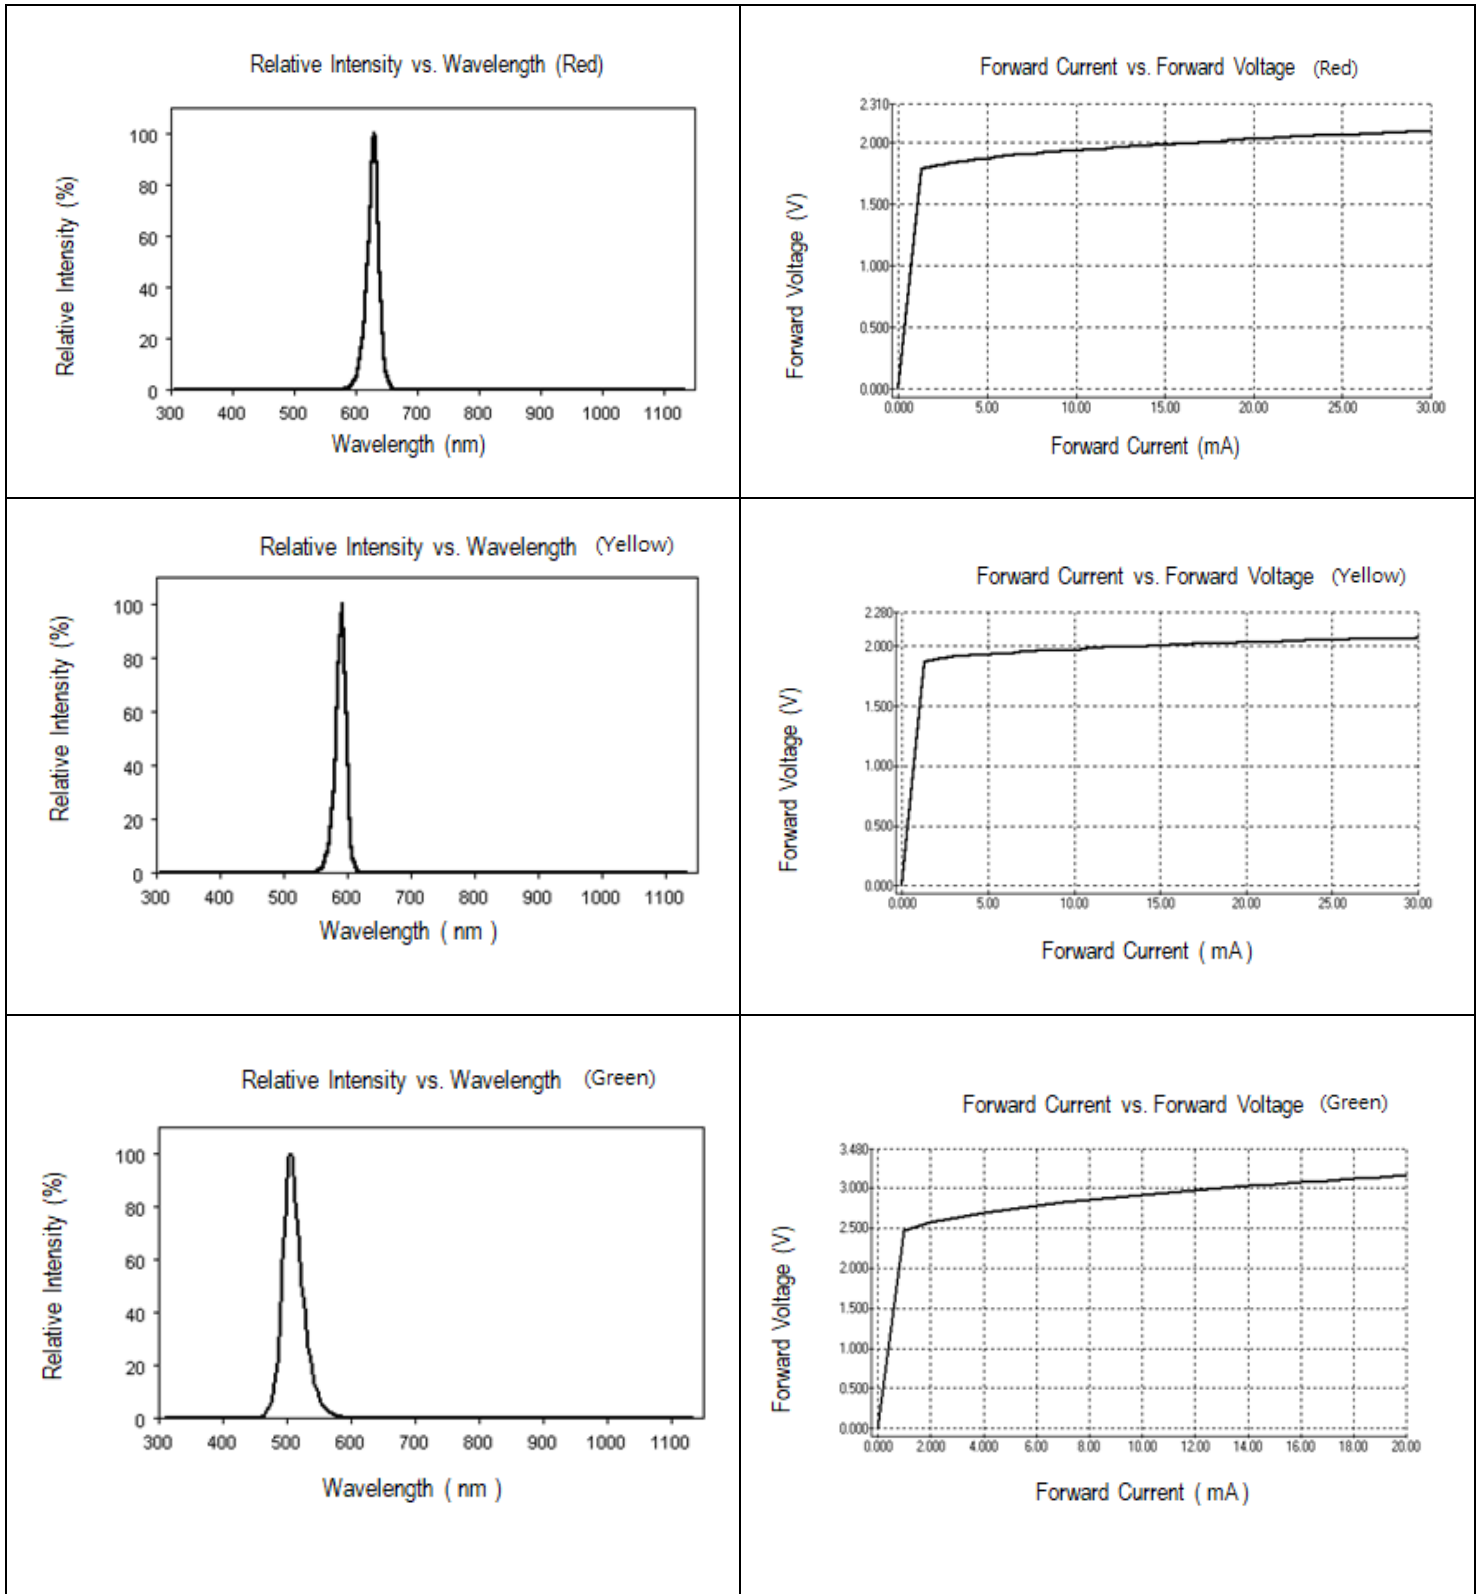 Relative Intensity vs. Wavelength (Red)
Relative Intensity (%)
100
80
60
40
20
0
300 400 500 600 700 800 900 1000 1100
Wavelength (nm)
Forward Current vs. Forward Voltage (Red)
Forward Voltage (V)
2.310
2.000
1.500
1.000
0.500
0.000
0.000 5.00 10.00 15.00 20.00 25.00 30.00
Forward Current (mA)
Relative Intensity vs. Wavelength (Yellow)
Relative Intensity (%)
100
80
60
40
20
0
300 400 500 600 700 800 900 1000 1100
Wavelength ( nm )
Forward Current vs. Forward Voltage (Yellow)
Forward Voltage (V)
2.280
2.000
1.500
1.000
0.500
0.000
0.000 5.00 10.00 15.00 20.00 25.00 30.00
Forward Current ( mA )
Relative Intensity vs. Wavelength (Green)
Relative Intensity (%)
100
80
60
40
20
0
300 400 500 600 700 800 900 1000 1100
Wavelength ( nm )
Forward Current vs. Forward Voltage (Green)
Forward Voltage (V)
3.480
3.000
2.500
2.000
1.500
1.000
0.500
0.000
0.000 2.000 4.000 6.00 8.00 10.00 12.00 14.00 16.00 18.00 20.00
Forward Current ( mA )